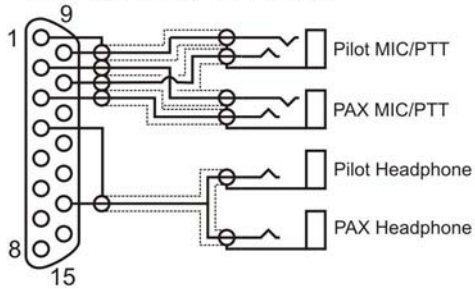 9
1
Pilot MIC/PTT
PAX MIC/PTT
Pilot Headphone
PAX Headphone
8
15